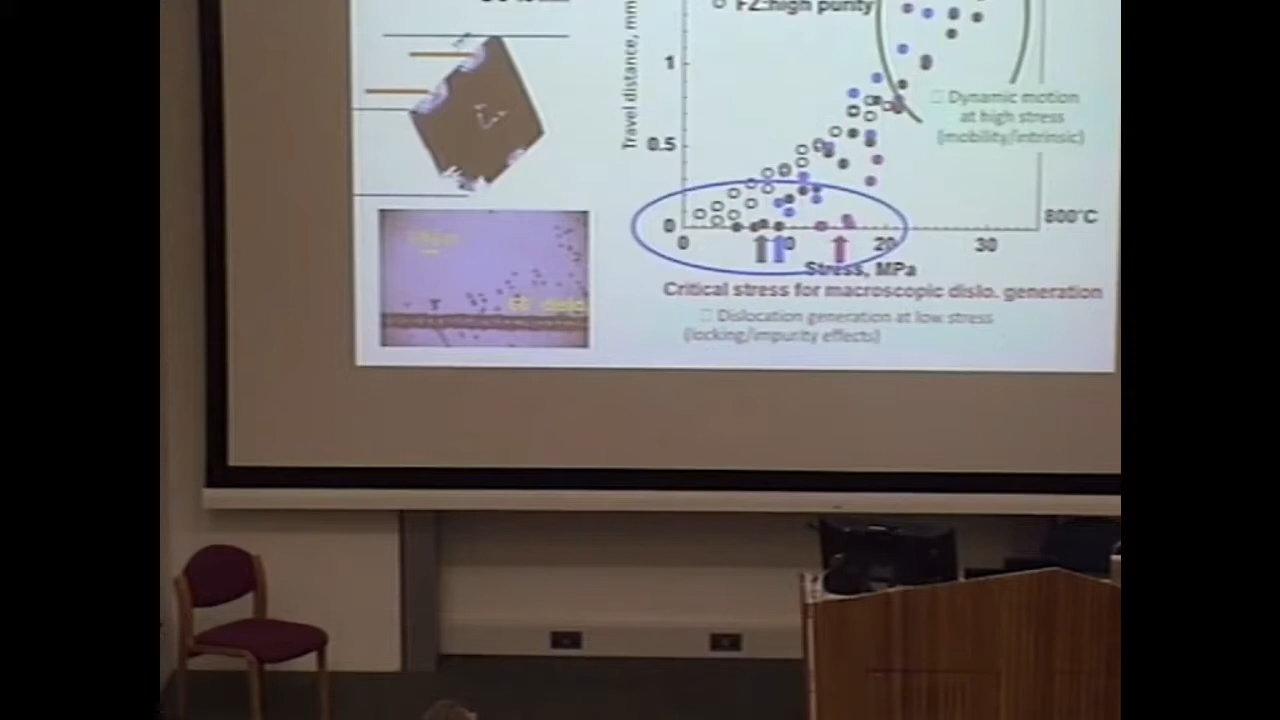 FZ:high purity
Travel distance, mm
1
0.5
0
0
20
30
800°C
Stress, MPa
Dynamic motion
at high stress
(mobility/intrinsic)
Critical stress for macroscopic dislo. generation
Dislocation generation at low stress
(locking/impurity effects)